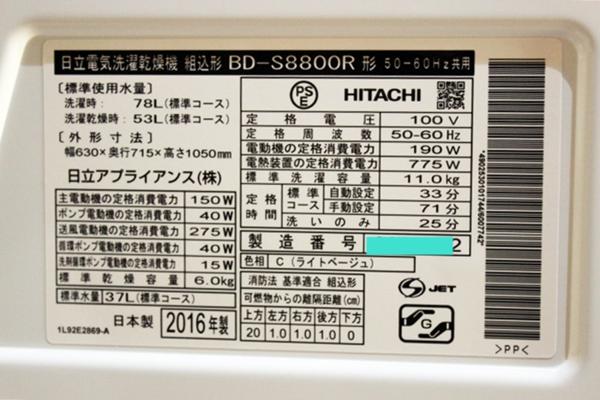 日立電気洗濯乾燥機 組込形 BD-S8800R 形 50-60Hz共用
〔標準使用水量〕
洗濯時： 78L(標準コース)
洗濯乾燥時： 53L(標準コース)
〔外形寸法〕
幅630×奥行715×高さ1050mm
日立アプライアンス(株)
主電動機の定格消費電力 150W
ポンプ電動機の定格消費電力 40W
送風電動機の定格消費電力 275W
循環ポンプ電動機の定格消費電力 40W
洗剤循環ポンプ電動機の定格消費電力 15W
標準乾燥容量 6.0kg
標準水量 37L(標準コース)
日本製 2016年製
1L92E2869-A
PSE HITACHI
定格電圧 100V
定格周波数 50-60Hz
電動機の定格消費電力 190W
電熱装置の定格消費電力 775W
標準洗濯容量 11.0kg
定格時間 標準コース 自動設定 33分
手動設定 71分
洗いのみ 25分
製造番号 2
色相 C(ライトベージュ)
消防法 基準適合 組込形
可燃物からの離隔距離(cm)
上方 左方 右方 前方 後方 下方
20 1.0 1.0 1.0 1.0 0
S JET
G
49025301017446007742
>PP<